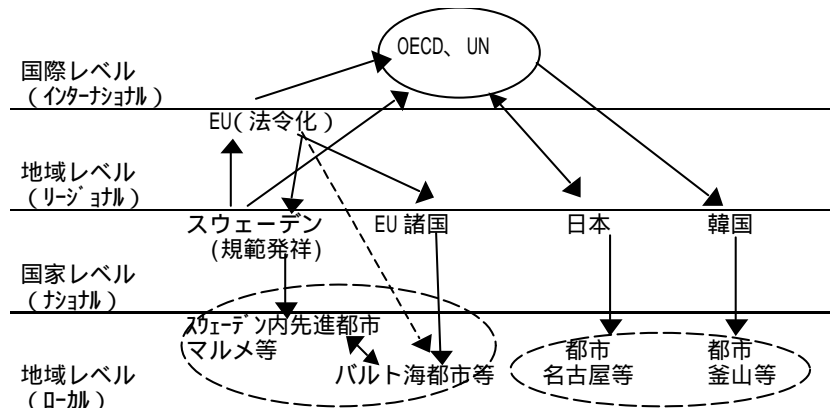 OECD、UN
国際レベル
(ｲﾝﾀｰﾅｼｮﾅﾙ)
EU(法令化)
地域レベル
(ﾘｰｼﾞｮﾅﾙ)
スウェーデン
(規範発祥)
EU 諸国
日本
韓国
国家レベル
(ﾅｼｮﾅﾙ)
ｽｳｪｰﾃﾞﾝ内先進都市
マルメ等
バルト海都市等
都市
名古屋等
都市
釜山等
地域レベル
(ﾛｰｶﾙ)